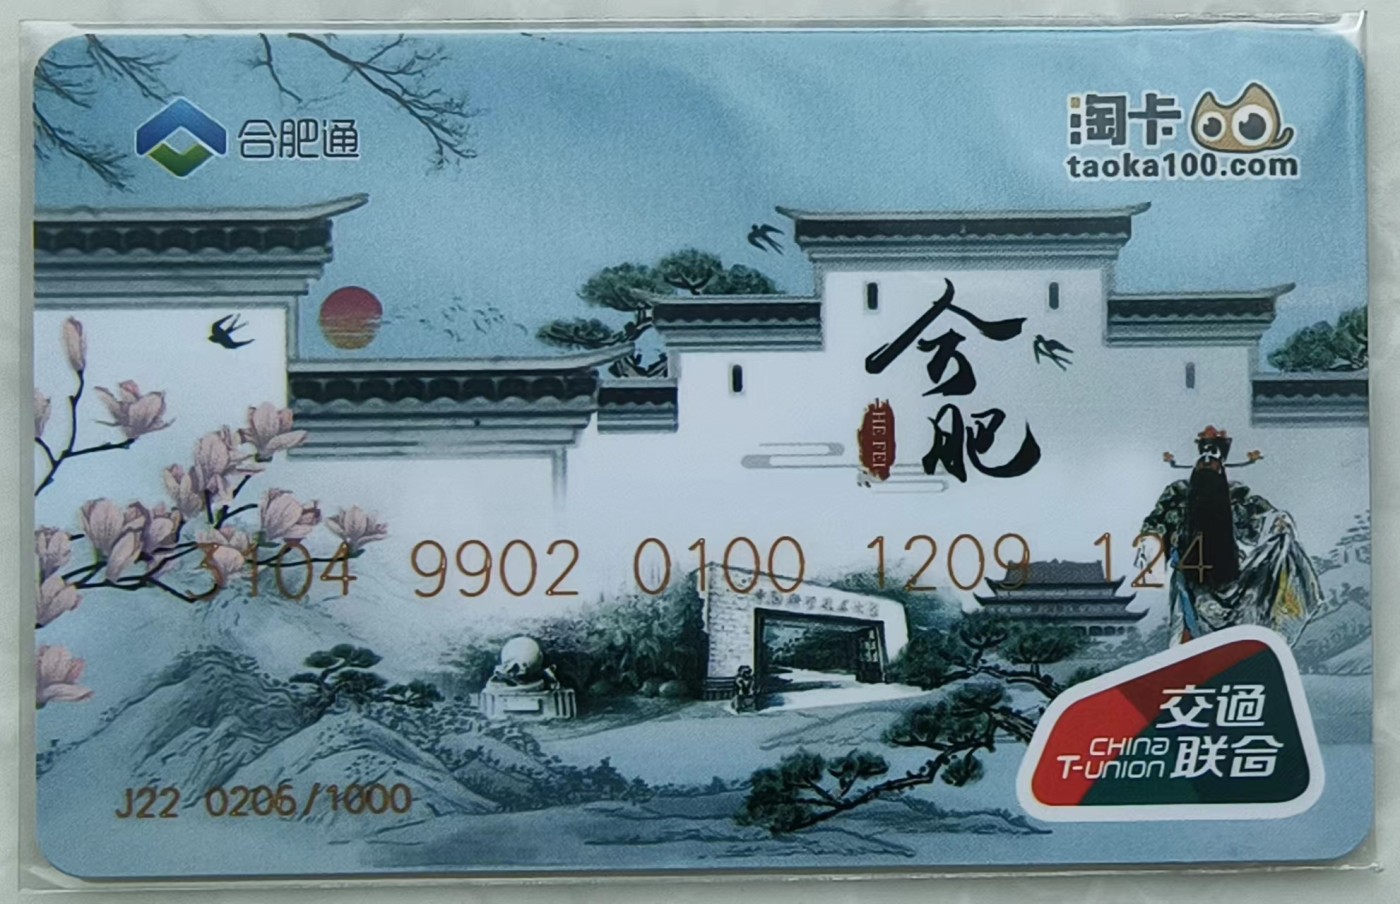 合肥通
淘卡
taoka100.com
合
肥
HE FEI
3104 9902 0100 1209 124
交通
CHINA
T-UNION 联合
J22 0206/1000